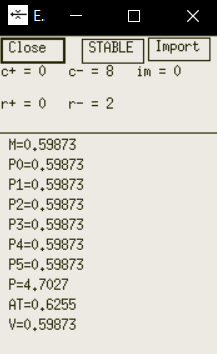 E.
Close STABLE Import
c+ = 0 c- = 8 im = 0
r+ = 0 r- = 2
M=0.59873
P0=0.59873
P1=0.59873
P2=0.59873
P3=0.59873
P4=0.59873
P5=0.59873
P=4.7027
AT=0.6255
V=0.59873